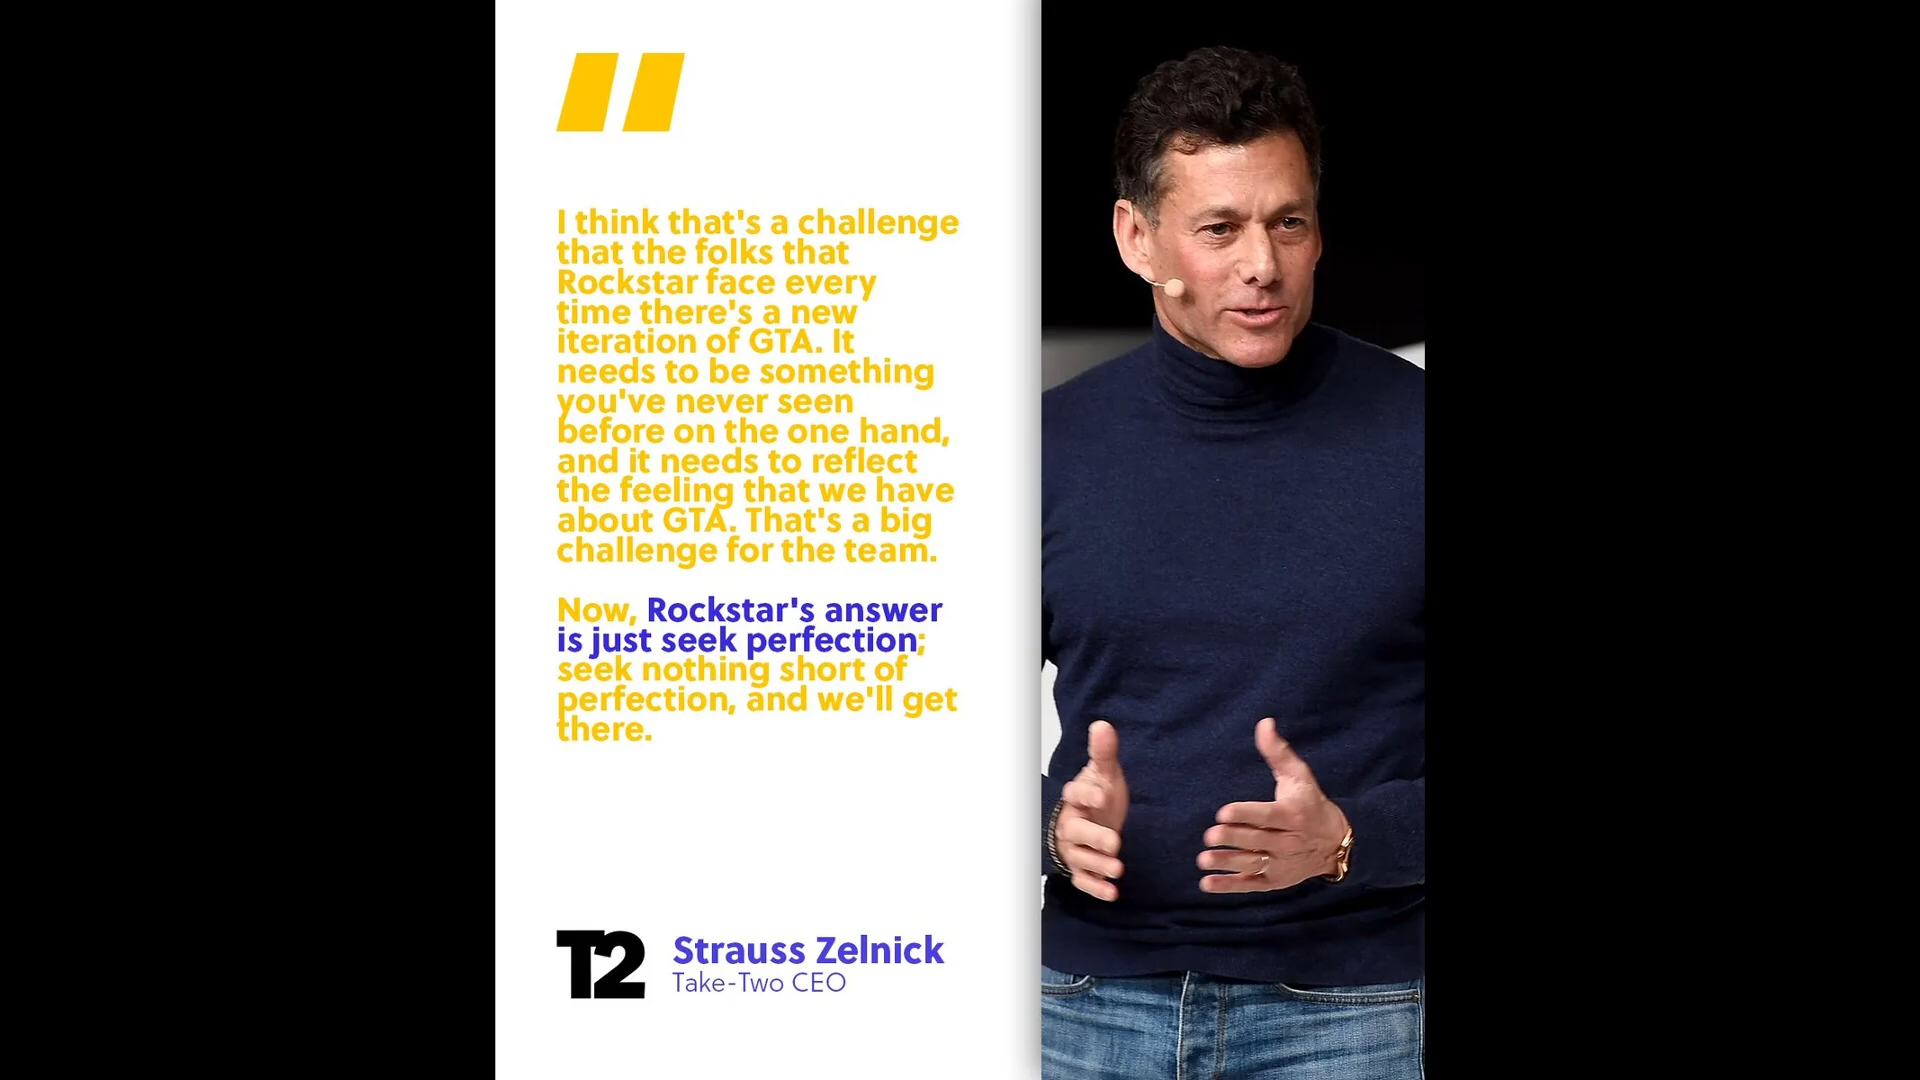 I think that's a challenge
that the folks that
Rockstar face every
time there's a new
iteration of GTA. It
needs to be something
you've never seen
before on the one hand,
and it needs to reflect
the feeling that we have
about GTA. That's a big
challenge for the team.
Now, Rockstar's answer
is just seek perfection;
seek nothing short of
perfection, and we'll get
there.
T2
Strauss Zelnick
Take-Two CEO